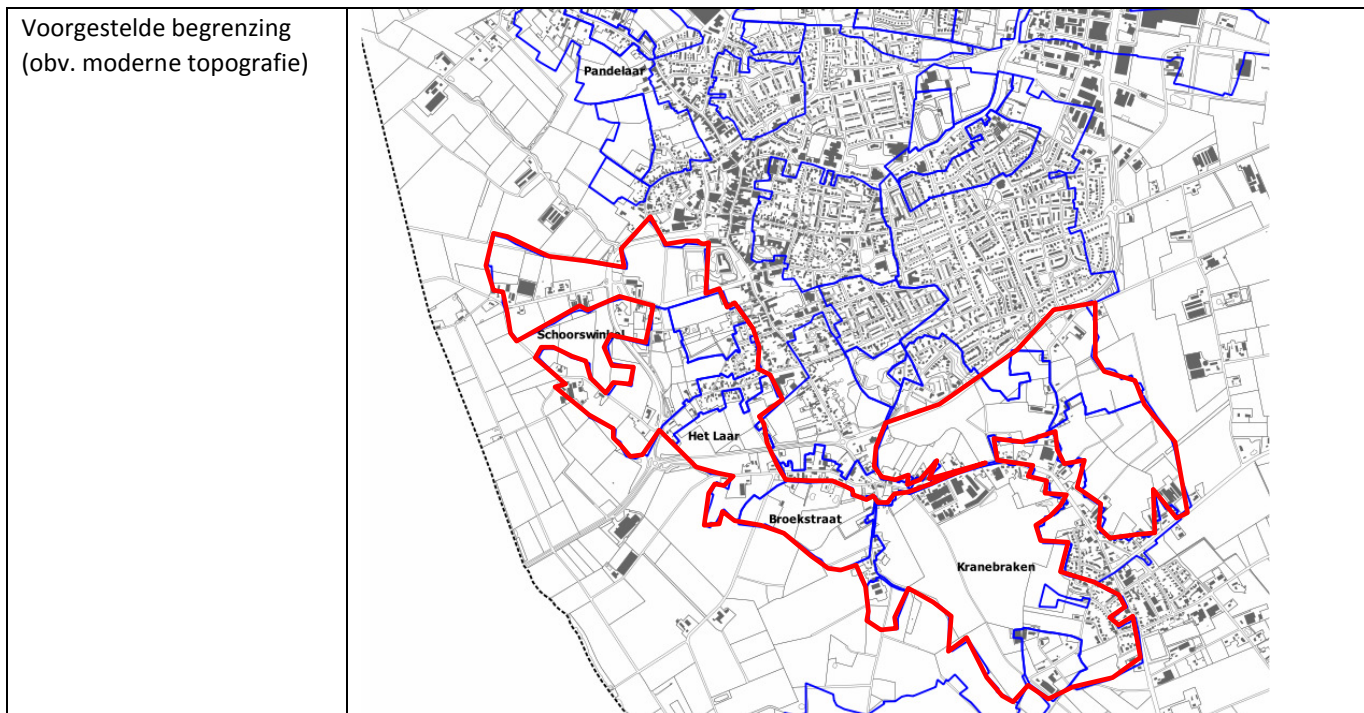 Voorgestelde begrenzing
(obv. moderne topografie)
Pandelaar
Schoorswinkel
Het Laar
Broekstraat
Kranebraken